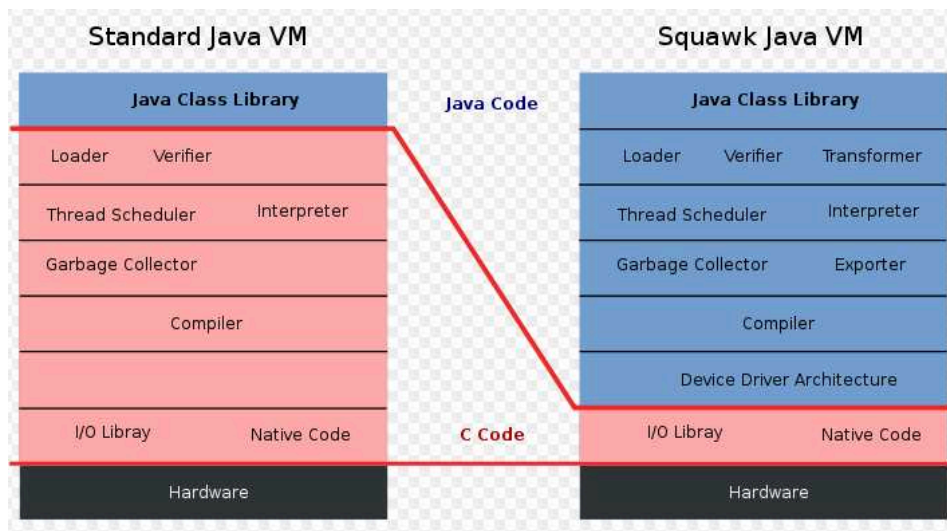 Standard Java VM
Squawk Java VM
Java Class Library
Java Code
Java Class Library
Loader Verifier
Loader Verifier Transformer
Thread Scheduler Interpreter
Thread Scheduler Interpreter
Garbage Collector
Garbage Collector Exporter
Compiler
Compiler
Device Driver Architecture
I/O Libray Native Code
C Code
I/O Libray Native Code
Hardware
Hardware